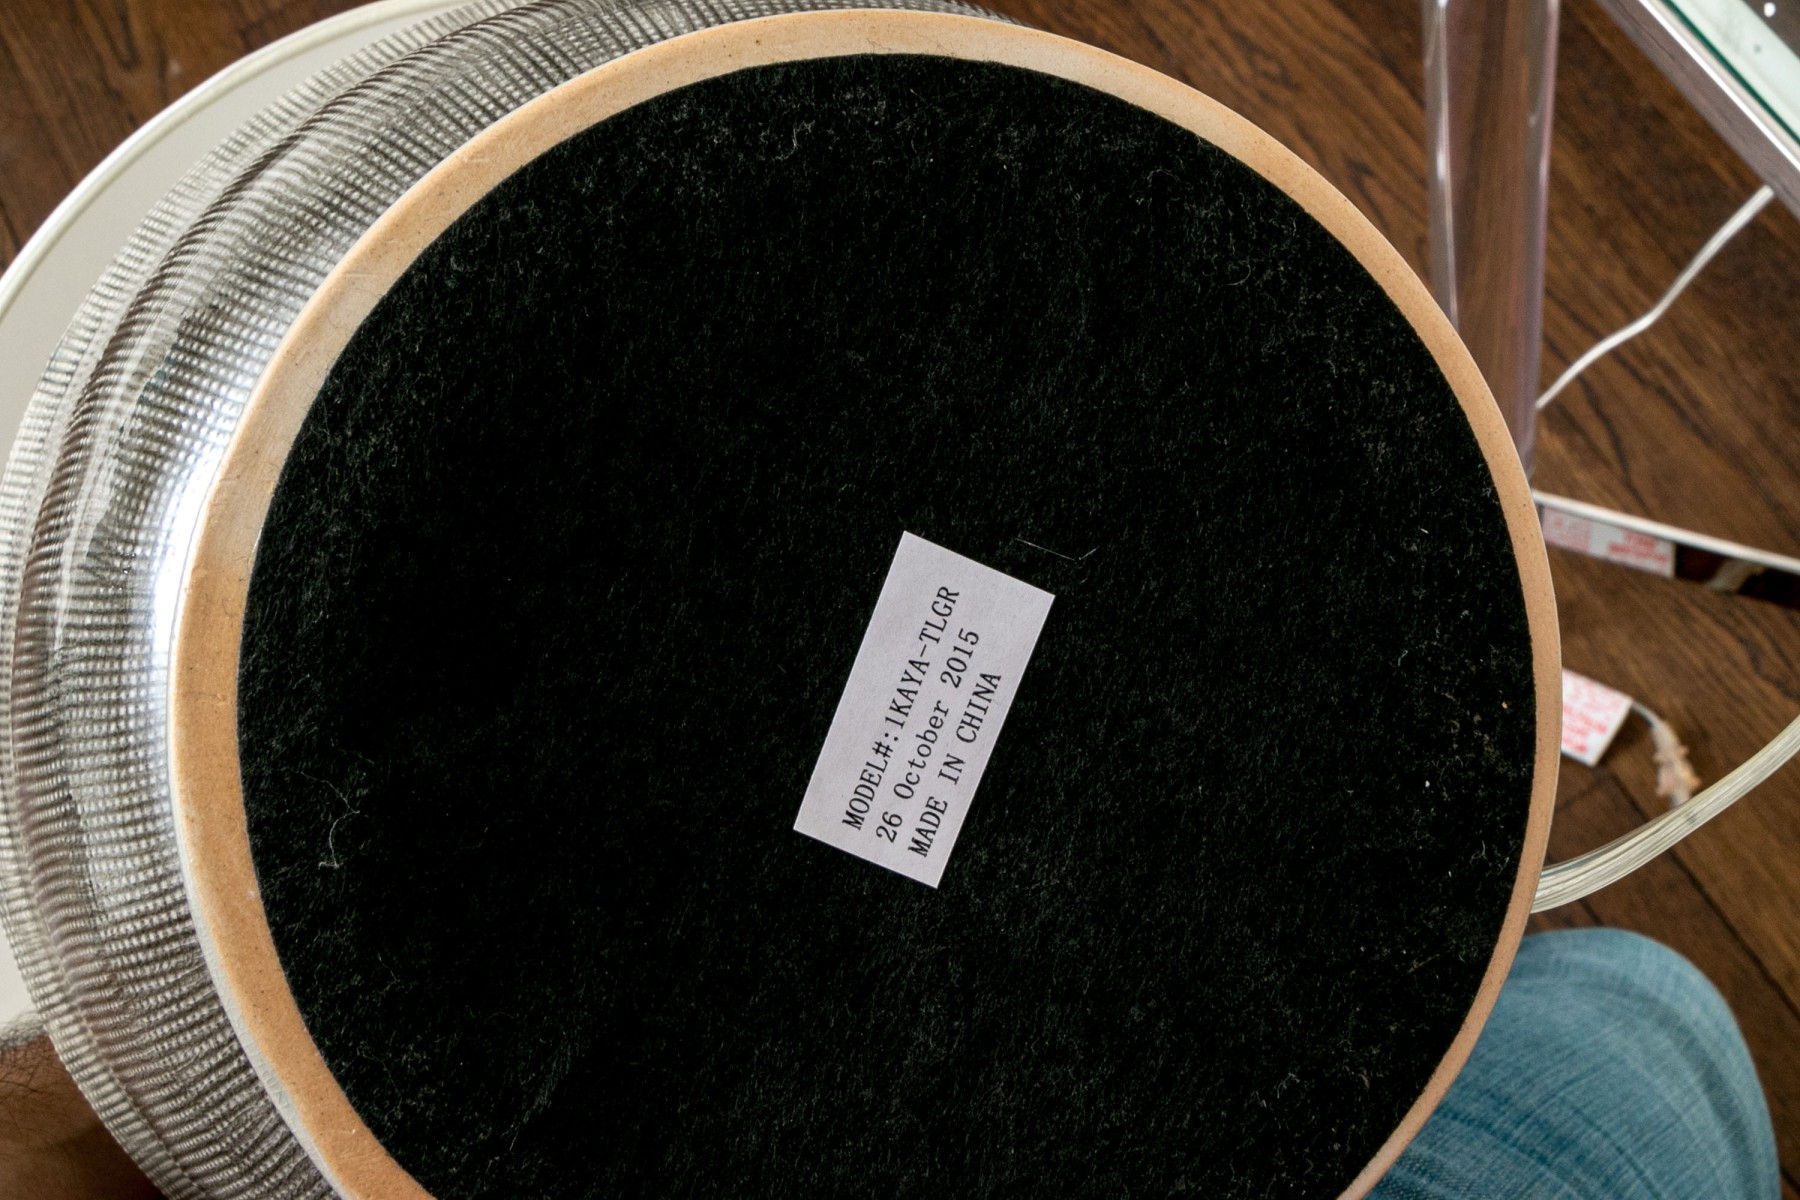 MODEL#:1KAYA-TLGR
26 October 2015
MADE IN CHINA